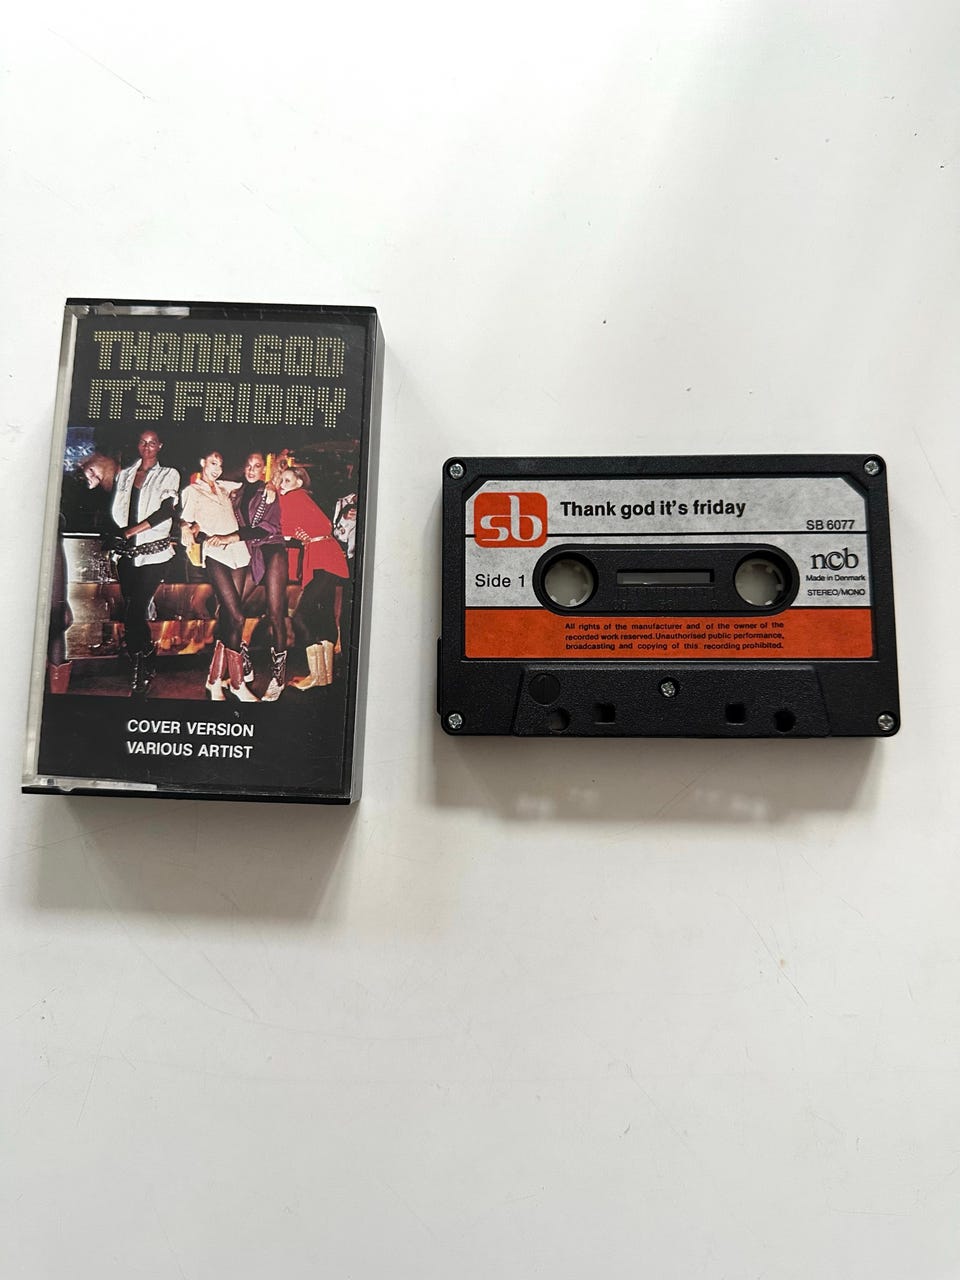 THANK GOD
IT'S FRIDAY
COVER VERSION
VARIOUS ARTIST
sb
Thank god it's friday
SB 6077
Side 1
ncb
Made in Denmark
STEREO/MONO
All rights of the manufacturer and of the owner of the
recorded work reserved. Unauthorised public performance,
broadcasting and copying of this recording prohibited.